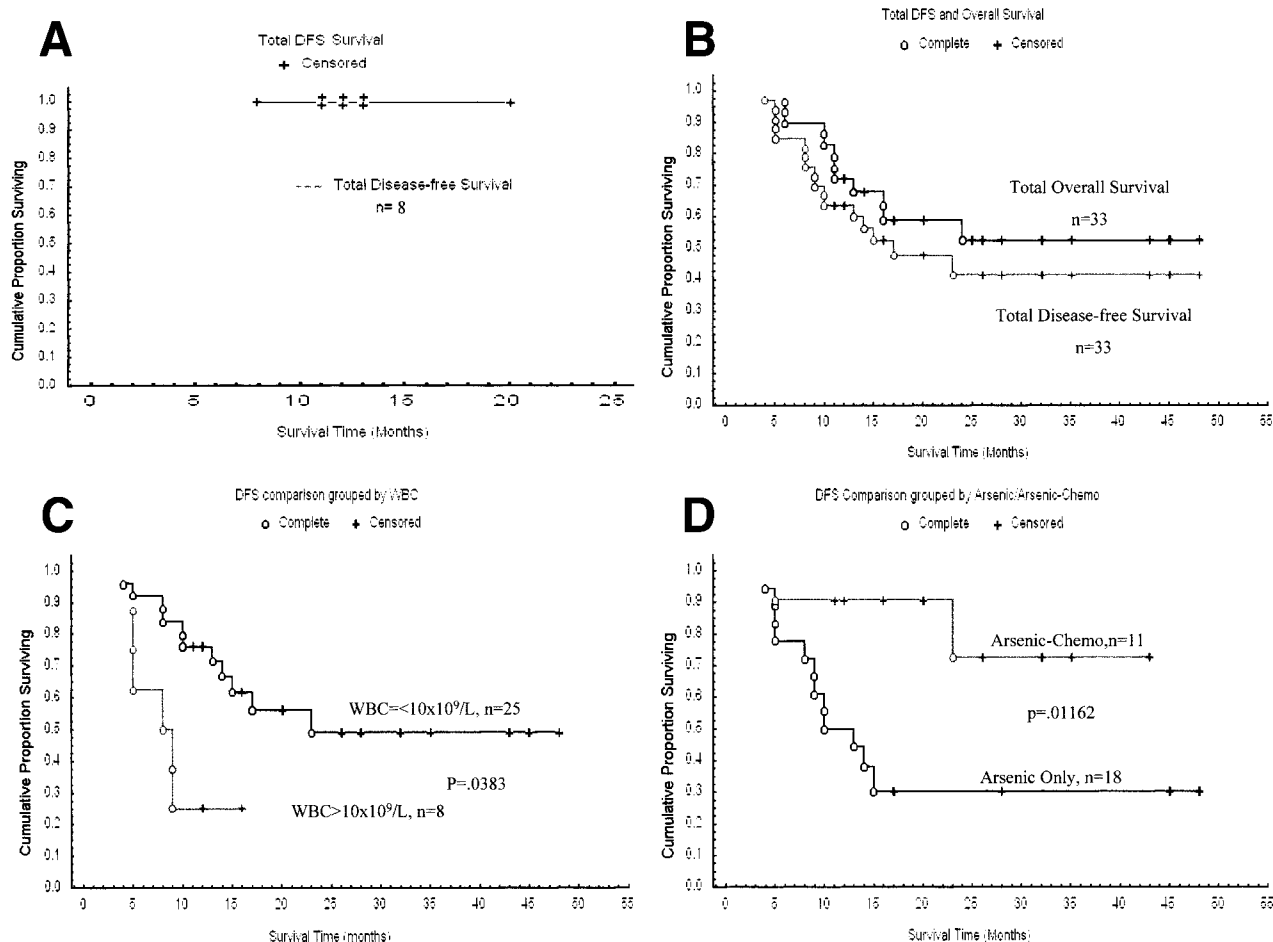 A
Total DFS Survival
+ Censored
Cumulative Proportion Surviving
1.0
0.9
0.8
0.7
0.6
0.5
0.4
0.3
0.2
0.1
0.0
Total Disease-free Survival
n= 8
0 5 10 15 20 25
Survival Time (Months)
B
Total DFS and Overall Survival
o Complete + Censored
Cumulative Proportion Surviving
1.0
0.9
0.8
0.7
0.6
0.5
0.4
0.3
0.2
0.1
0.0
Total Overall Survival
n=33
Total Disease-free Survival
n=33
0 5 10 15 20 25 30 35 40 45 50 55
Survival Time (Months)
C
DFS comparison grouped by WBC
o Complete + Censored
Cumulative Proportion Surviving
1.0
0.9
0.8
0.7
0.6
0.5
0.4
0.3
0.2
0.1
0.0
WBC=<10x10⁹/L, n=25
P=.0383
WBC>10x10⁹/L, n=8
0 5 10 15 20 25 30 35 40 45 50 55
Survival Time (months)
D
DFS Comparison grouped by Arsenic/Arsenic-Chemo
o Complete + Censored
Cumulative Proportion Surviving
1.0
0.9
0.8
0.7
0.6
0.5
0.4
0.3
0.2
0.1
0.0
Arsenic-Chemo,n=11
p=.01162
Arsenic Only, n=18
0 5 10 15 20 25 30 35 40 45 50 55
Survival Time (Months)